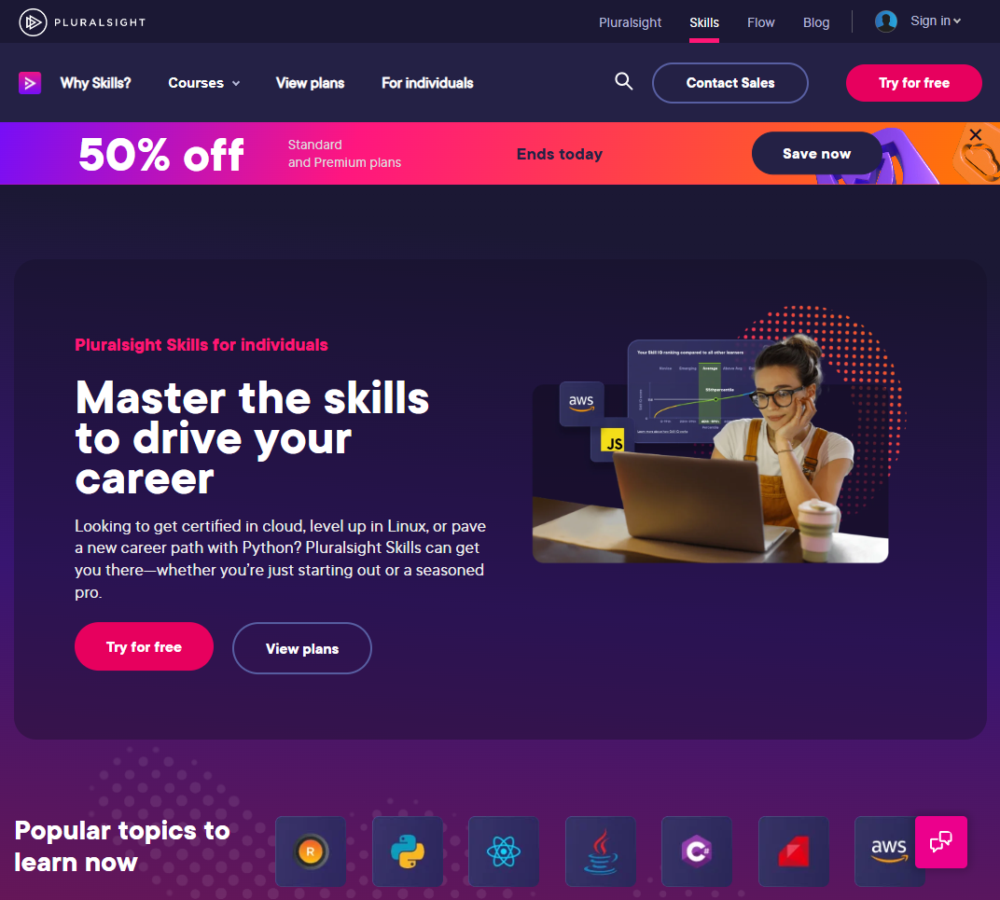 PLURALSIGHT
Pluralsight
Skills
Flow
Blog
Sign in
Why Skills?
Courses
View plans
For individuals
Contact Sales
Try for free
50% off
Standard
and Premium plans
Ends today
Save now
Pluralsight Skills for individuals
Master the skills
to drive your
career
Looking to get certified in cloud, level up in Linux, or pave
a new career path with Python? Pluralsight Skills can get
you there—whether you're just starting out or a seasoned
pro.
Try for free
View plans
Your Skill IQ ranking compared to all other learners
Novice
Emerging
Average
Above Avg
aws
JS
Popular topics to
learn now
R
C#
aws